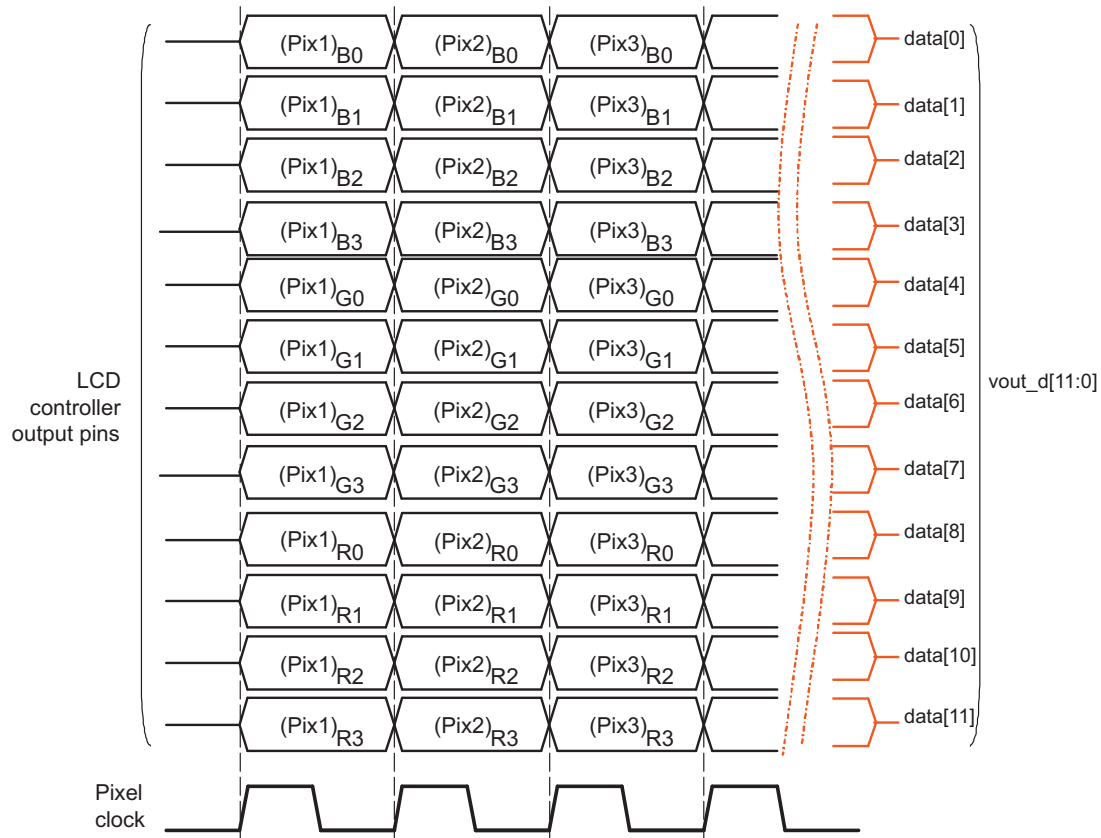 (Pix1)B0 (Pix2)B0 (Pix3)B0 data[0]
(Pix1)B1 (Pix2)B1 (Pix3)B1 data[1]
(Pix1)B2 (Pix2)B2 (Pix3)B2 data[2]
(Pix1)B3 (Pix2)B3 (Pix3)B3 data[3]
(Pix1)G0 (Pix2)G0 (Pix3)G0 data[4]
(Pix1)G1 (Pix2)G1 (Pix3)G1 data[5]
LCD
controller
output pins
vout_d[11:0]
(Pix1)G2 (Pix2)G2 (Pix3)G2 data[6]
(Pix1)G3 (Pix2)G3 (Pix3)G3 data[7]
(Pix1)R0 (Pix2)R0 (Pix3)R0 data[8]
(Pix1)R1 (Pix2)R1 (Pix3)R1 data[9]
(Pix1)R2 (Pix2)R2 (Pix3)R2 data[10]
(Pix1)R3 (Pix2)R3 (Pix3)R3 data[11]
Pixel
clock